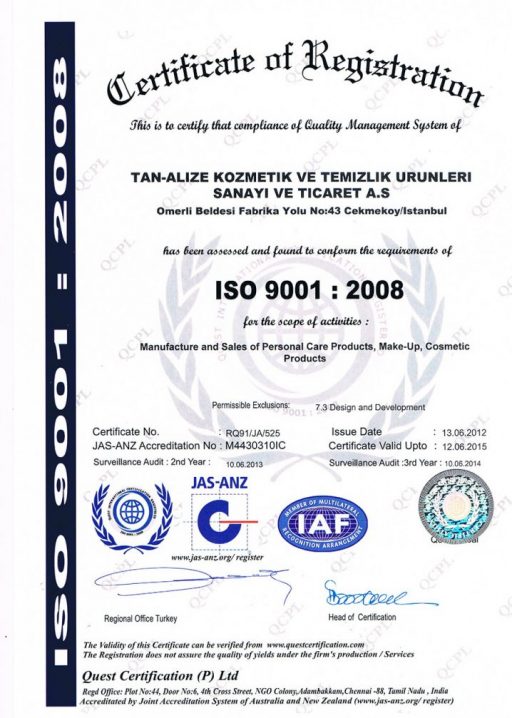 Certificate of Registration
This is to certify that compliance of Quality Management System of
TAN-ALIZE KOZMETIK VE TEMIZLIK URUNLERI
SANAYI VE TICARET A.S
Omerli Beldesi Fabrika Yolu No:43 Cekmekoy/Istanbul
has been assessed and found to conform the requirements of
ISO 9001 : 2008
for the scope of activities :
Manufacture and Sales of Personal Care Products, Make-Up, Cosmetic
Products
Permissible Exclusions: 7.3 Design and Development
Certificate No. : RQ91/JA/525 Issue Date : 13.06.2012
JAS-ANZ Accreditation No : M4430310IC Certificate Valid Upto : 12.06.2015
Surveillance Audit : 2nd Year : 10.06.2013 Surveillance Audit :3rd Year : 10.06.2014
JAS-ANZ
MEMBER OF MULTILATERAL
IAF
RECOGNITION ARRANGEMENT
www.jas-anz.org/ register
Regional Office Turkey Head of Certification
The Validity of this Certificate can be verified from www.questcertification.com
The Registration does not assure the quality of yields under the firm's production / Services
Quest Certification (P) Ltd
Regd Office: Plot No:44, Door No:6, 4th Cross Street, NGO Colony,Adambakkam,Chennai -88, Tamil Nadu , India
Accredited by Joint Accreditation System of Australia and New Zealand (www.jas-anz.org/ register)
ISO 9001 : 2008
QCPL